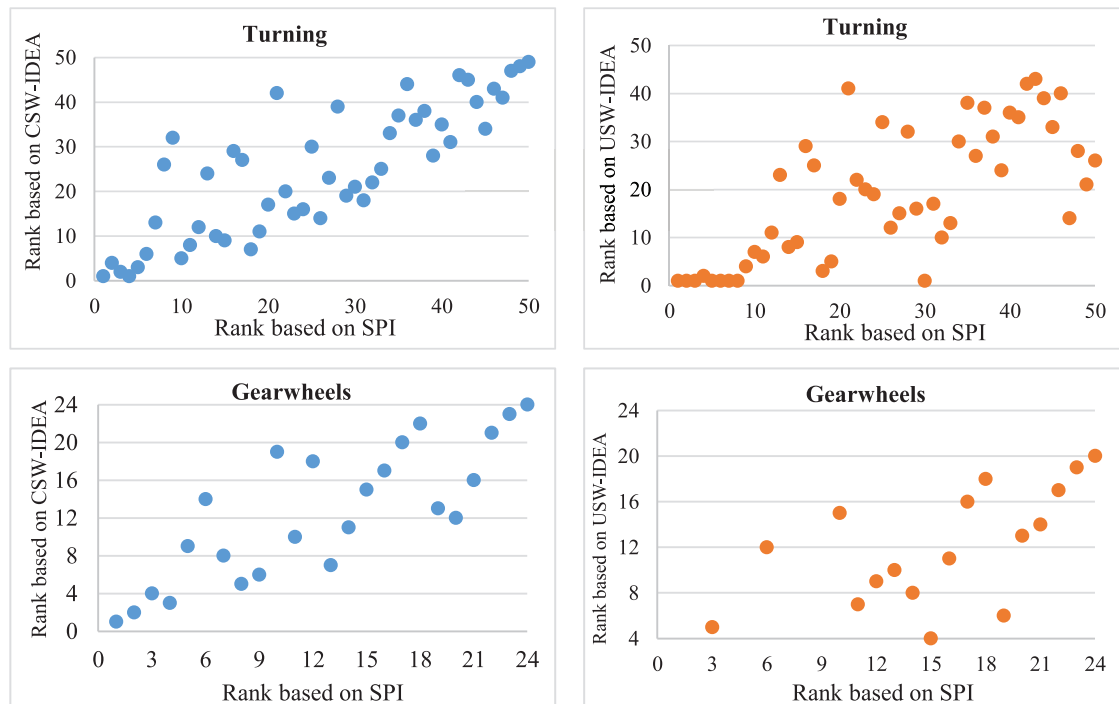 Turning
Rank based on CSW-IDEA
50
40
30
20
10
0
0 10 20 30 40 50
Rank based on SPI
Turning
Rank based on USW-IDEA
50
40
30
20
10
0
0 10 20 30 40 50
Rank based on SPI
Gearwheels
Rank based on CSW-IDEA
24
20
16
12
8
4
0
0 3 6 9 12 15 18 21 24
Rank based on SPI
Gearwheels
Rank based on USW-IDEA
24
20
16
12
8
4
0 3 6 9 12 15 18 21 24
Rank based on SPI